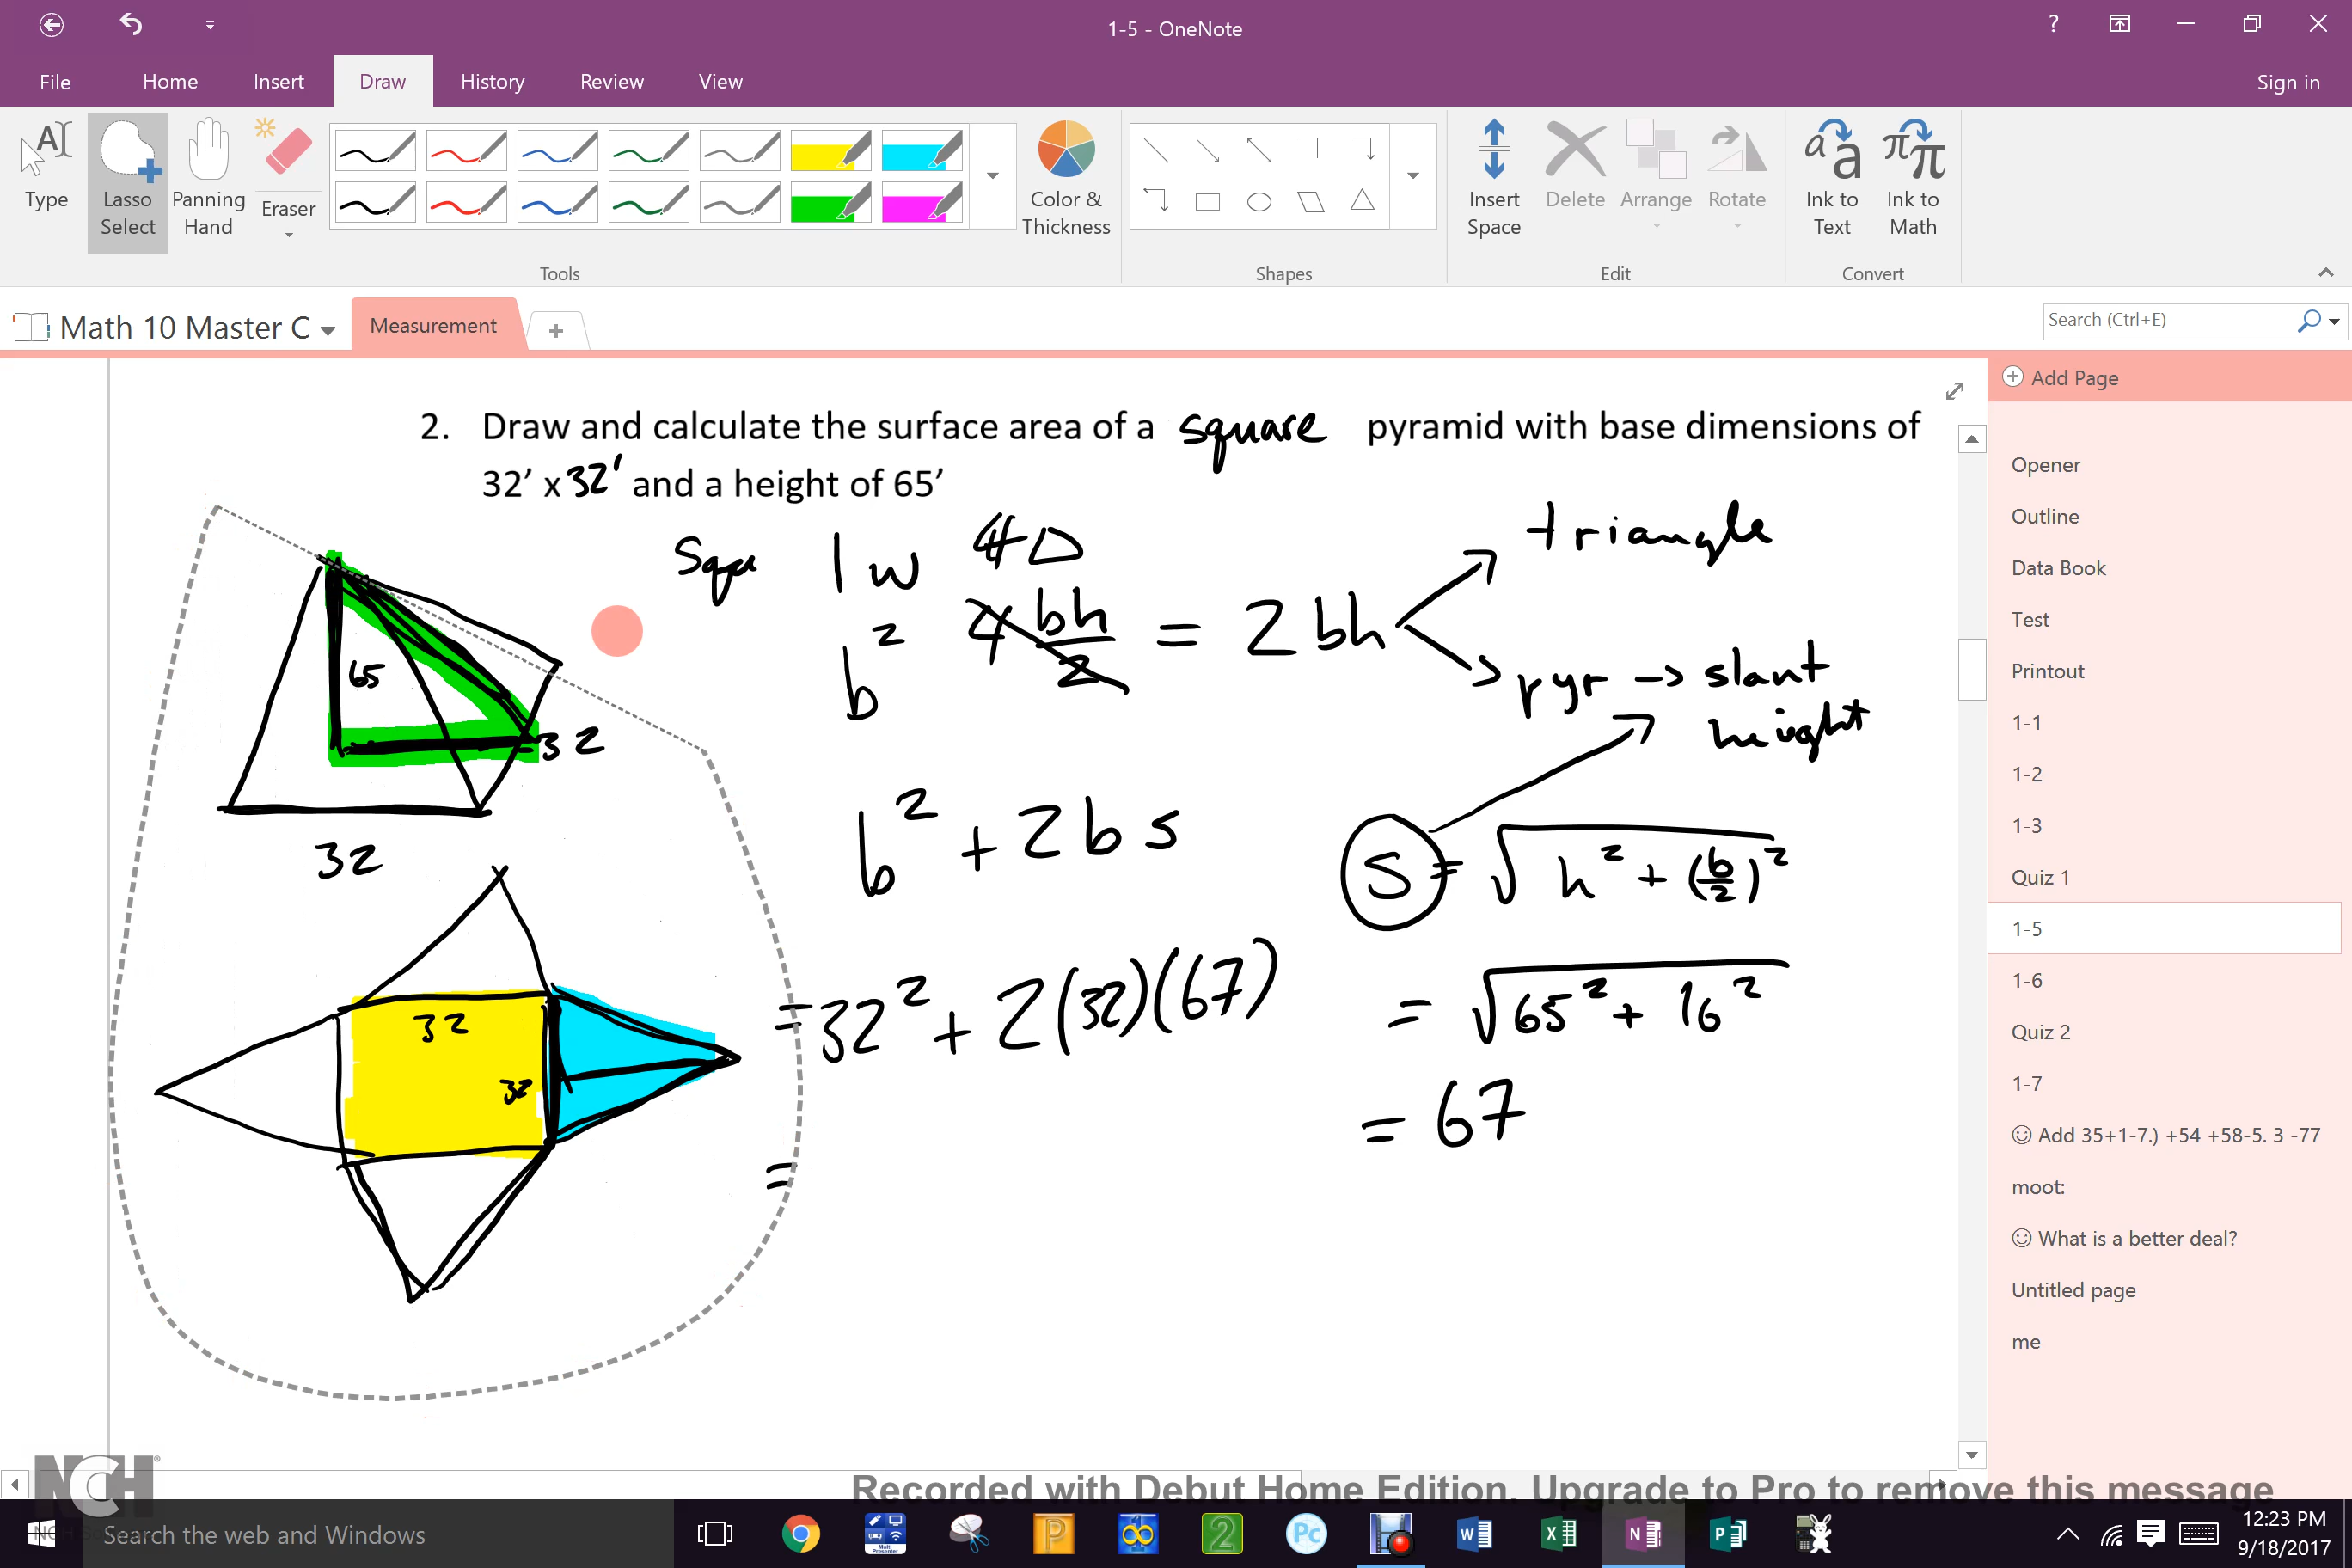 1-5 - OneNote
?
File Home Insert Draw History Review View Sign in
Type
Lasso Select
Panning Hand
Eraser
Color & Thickness
Insert Space
Delete
Arrange
Rotate
Ink to Text
Ink to Math
Tools Shapes Edit Convert
Math 10 Master C
Measurement
+
Search (Ctrl+E)
Add Page
Opener
Outline
Data Book
Test
Printout
1-1
1-2
1-3
Quiz 1
1-5
1-6
Quiz 2
1-7
☺ Add 35+1-7.) +54 +58-5. 3 -77
moot:
☺ What is a better deal?
Untitled page
me
2. Draw and calculate the surface area of a square pyramid with base dimensions of
32' x 32' and a height of 65'
65
32
32
32
32
Squa lw 4△
b² 4 bh/2 = 2bh
triangle
pyr → slant
height
b² + 2bs
s = √h² + (b/2)²
= 32² + 2(32)(67)
= √65² + 16²
= 67
=
NCH
Recorded with Debut Home Edition. Upgrade to Pro to remove this message
Search the web and Windows
12:23 PM
9/18/2017